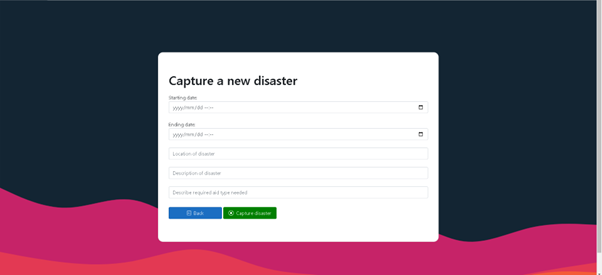 Capture a new disaster
Starting date:
yyyy/mm/dd --:--
Ending date:
yyyy/mm/dd --:--
Location of disaster
Description of disaster
Describe required aid type needed
Back Capture disaster